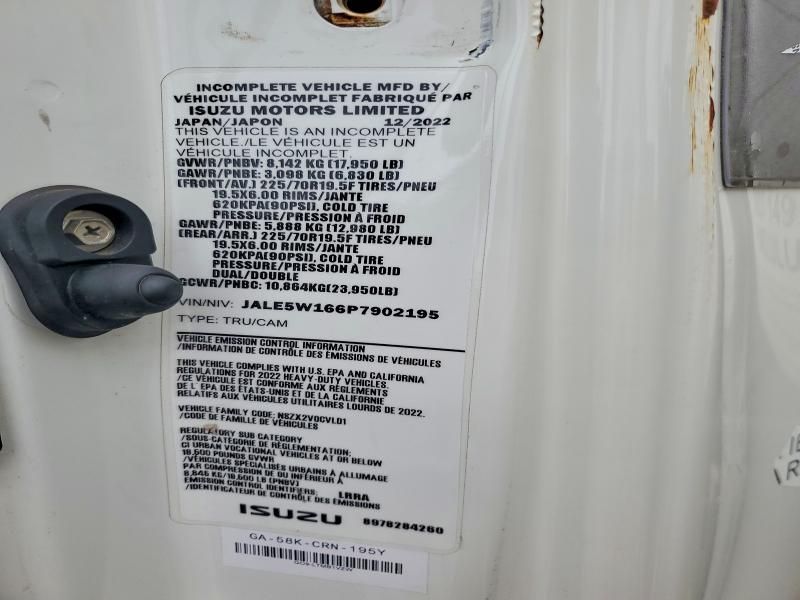 INCOMPLETE VEHICLE MFD BY/
VÉHICULE INCOMPLET FABRIQUÉ PAR
ISUZU MOTORS LIMITED
JAPAN/JAPON 12/2022
THIS VEHICLE IS AN INCOMPLETE
VEHICLE./LE VÉHICULE EST UN
VÉHICULE INCOMPLET.
GVWR/PNBV: 8,142 KG (17,950 LB)
GAWR/PNBE: 3,098 KG (6,830 LB)
(FRONT/AV.) 225/70R19.5F TIRES/PNEU
19.5X6.00 RIMS/JANTE
620KPA(90PSI), COLD TIRE
PRESSURE/PRESSION À FROID
GAWR/PNBE: 5,888 KG (12,980 LB)
(REAR/ARR.) 225/70R19.5F TIRES/PNEU
19.5X6.00 RIMS/JANTE
620KPA(90PSI), COLD TIRE
PRESSURE/PRESSION À FROID
DUAL/DOUBLE
GCWR/PNBC: 10,864KG(23,950LB)
VIN/NIV: JALE5W166P7902195
TYPE: TRU/CAM
VEHICLE EMISSION CONTROL INFORMATION
/INFORMATION DE CONTRÔLE DES ÉMISSIONS DE VÉHICULES
THIS VEHICLE COMPLIES WITH U.S. EPA AND CALIFORNIA
REGULATIONS FOR 2022 HEAVY-DUTY VEHICLES.
/CE VÉHICULE EST CONFORME AUX RÉGLEMENTS
DE L EPA DES ÉTATS-UNIS ET DE LA CALIFORNIE
RELATIFS AUX VÉHICULES UTILITAIRES LOURDS DE 2022.
VEHICLE FAMILY CODE: NSZX2VOCVLD1
/CODE DE FAMILLE DE VÉHICULES
REGULATORY SUB CATEGORY
/SOUS-CATÉGORIE DE RÉGLEMENTATION:
CI URBAN VOCATIONAL VEHICLES AT OR BELOW
19,500 POUNDS GVWR
/VÉHICULES SPÉCIALISÉS URBAINS À ALLUMAGE
PAR COMPRESSION DE OU INFÉRIEUR À
8,845 KG/19,500 LB (PNBV)
EMISSION CONTROL IDENTIFIERS: LRRA
/IDENTIFICATEUR DE CONTRÔLE DES ÉMISSIONS
ISUZU 8978284260
GA-58K-CRN-195Y